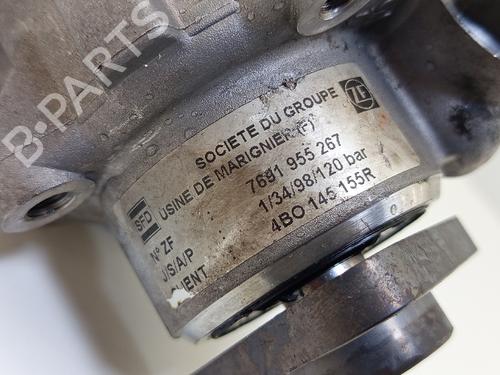 B-PARTS
SOCIETE DU GROUPE
ZF
SFD
USINE DE MARIGNIER (F)
Nº ZF 7691 955 267
J/S/A/P 1/34/98/120 bar
CLIENT 4B0 145 155R